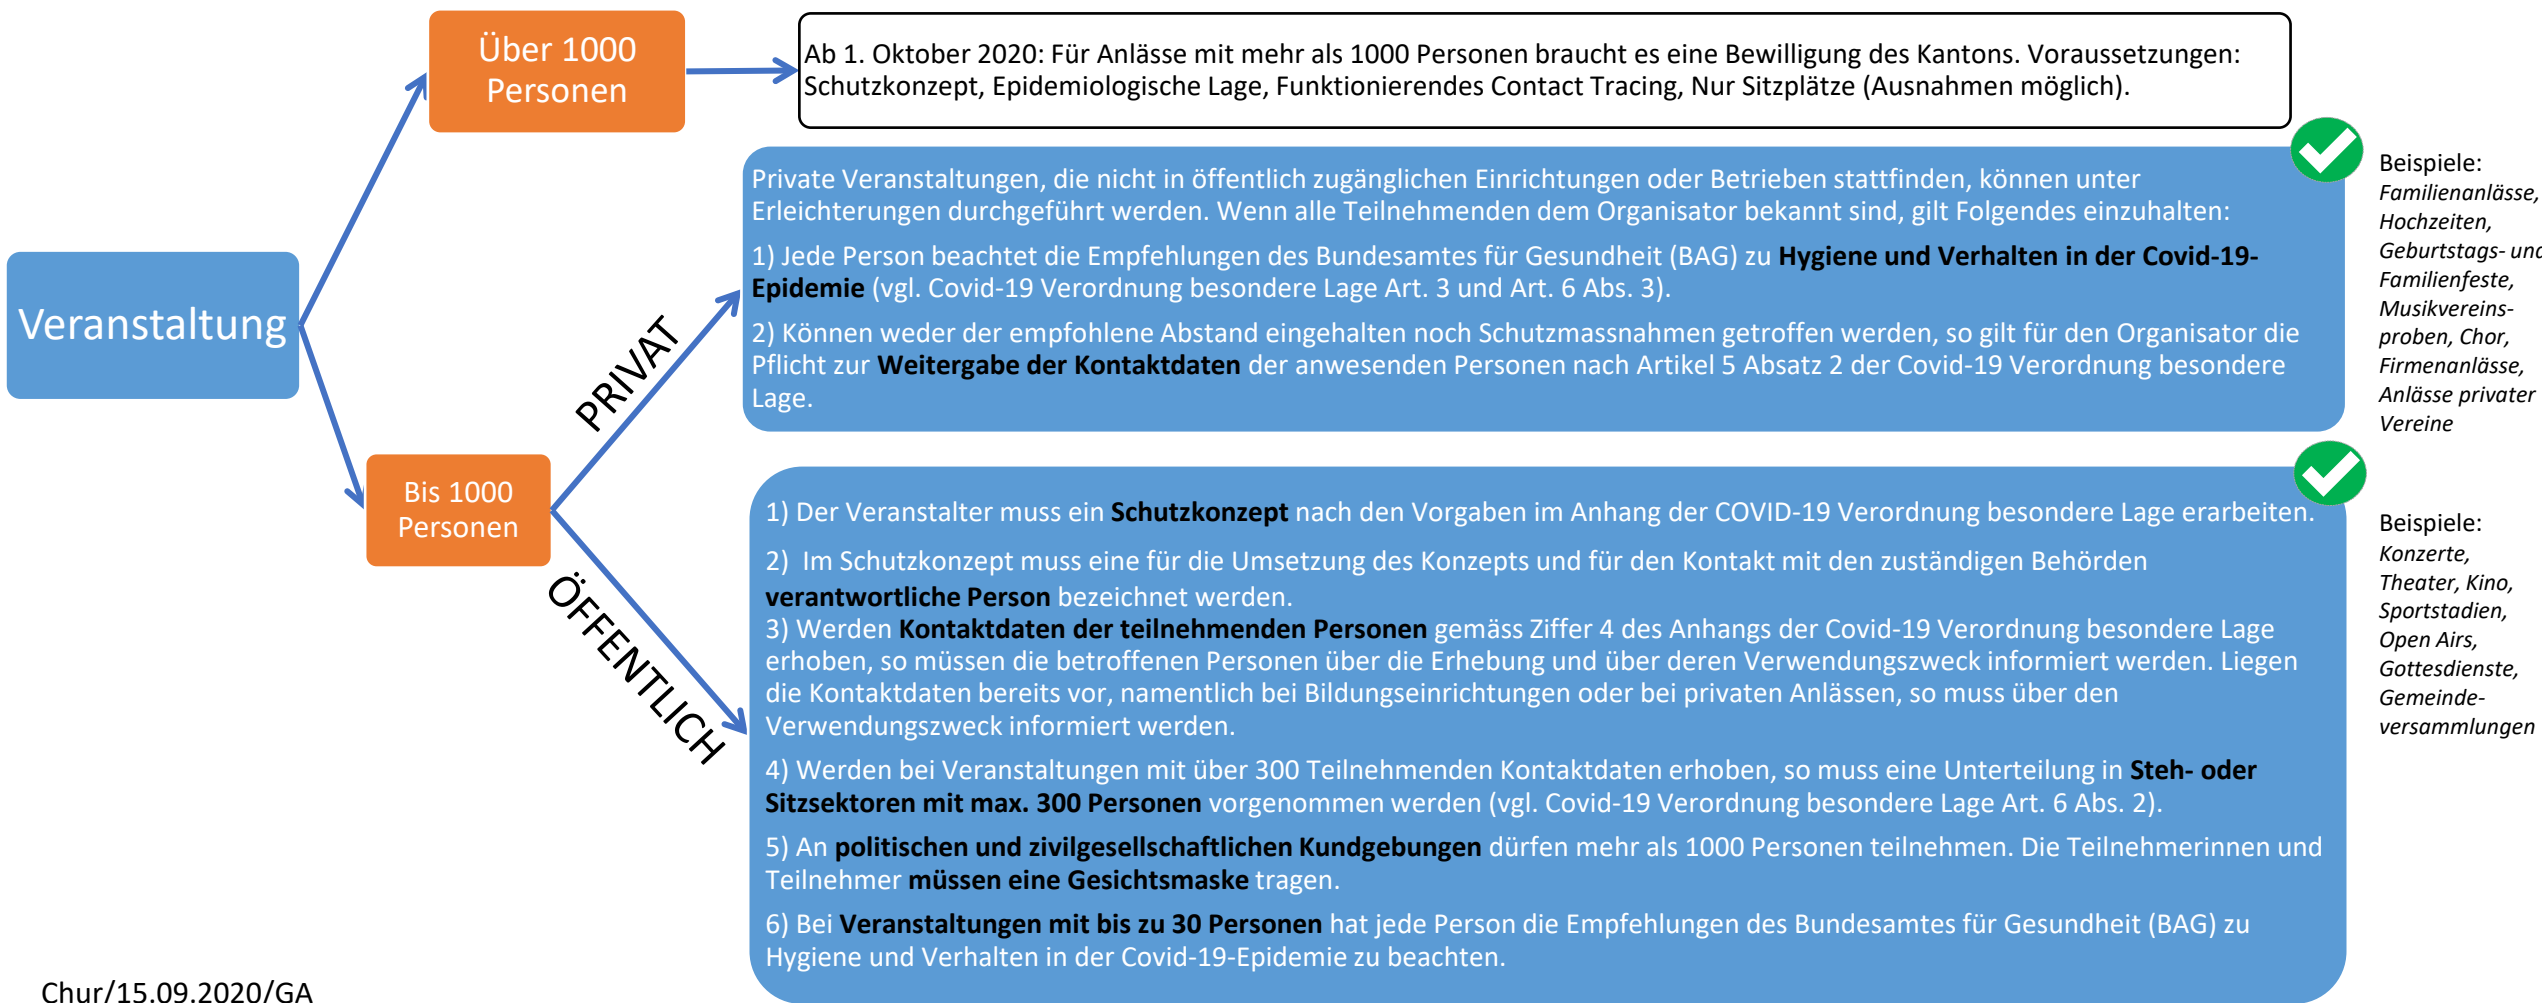 Über 1000
Personen
Ab 1. Oktober 2020: Für Anlässe mit mehr als 1000 Personen braucht es eine Bewilligung des Kantons. Voraussetzungen:
Schutzkonzept, Epidemiologische Lage, Funktionierendes Contact Tracing, Nur Sitzplätze (Ausnahmen möglich).
Veranstaltung
Bis 1000
Personen
PRIVAT
Private Veranstaltungen, die nicht in öffentlich zugänglichen Einrichtungen oder Betrieben stattfinden, können unter
Erleichterungen durchgeführt werden. Wenn alle Teilnehmenden dem Organisator bekannt sind, gilt Folgendes einzuhalten:
1) Jede Person beachtet die Empfehlungen des Bundesamtes für Gesundheit (BAG) zu Hygiene und Verhalten in der Covid-19-
Epidemie (vgl. Covid-19 Verordnung besondere Lage Art. 3 und Art. 6 Abs. 3).
2) Können weder der empfohlene Abstand eingehalten noch Schutzmassnahmen getroffen werden, so gilt für den Organisator die
Pflicht zur Weitergabe der Kontaktdaten der anwesenden Personen nach Artikel 5 Absatz 2 der Covid-19 Verordnung besondere
Lage.
Beispiele:
Familienanlässe,
Hochzeiten,
Geburtstags- und
Familienfeste,
Musikvereins-
proben, Chor,
Firmenanlässe,
Anlässe privater
Vereine
ÖFFENTLICH
1) Der Veranstalter muss ein Schutzkonzept nach den Vorgaben im Anhang der COVID-19 Verordnung besondere Lage erarbeiten.
2) Im Schutzkonzept muss eine für die Umsetzung des Konzepts und für den Kontakt mit den zuständigen Behörden
verantwortliche Person bezeichnet werden.
3) Werden Kontaktdaten der teilnehmenden Personen gemäss Ziffer 4 des Anhangs der Covid-19 Verordnung besondere Lage
erhoben, so müssen die betroffenen Personen über die Erhebung und über deren Verwendungszweck informiert werden. Liegen
die Kontaktdaten bereits vor, namentlich bei Bildungseinrichtungen oder bei privaten Anlässen, so muss über den
Verwendungszweck informiert werden.
4) Werden bei Veranstaltungen mit über 300 Teilnehmenden Kontaktdaten erhoben, so muss eine Unterteilung in Steh- oder
Sitzsektoren mit max. 300 Personen vorgenommen werden (vgl. Covid-19 Verordnung besondere Lage Art. 6 Abs. 2).
5) An politischen und zivilgesellschaftlichen Kundgebungen dürfen mehr als 1000 Personen teilnehmen. Die Teilnehmerinnen und
Teilnehmer müssen eine Gesichtsmaske tragen.
6) Bei Veranstaltungen mit bis zu 30 Personen hat jede Person die Empfehlungen des Bundesamtes für Gesundheit (BAG) zu
Hygiene und Verhalten in der Covid-19-Epidemie zu beachten.
Beispiele:
Konzerte,
Theater, Kino,
Sportstadien,
Open Airs,
Gottesdienste,
Gemeinde-
versammlungen
Chur/15.09.2020/GA